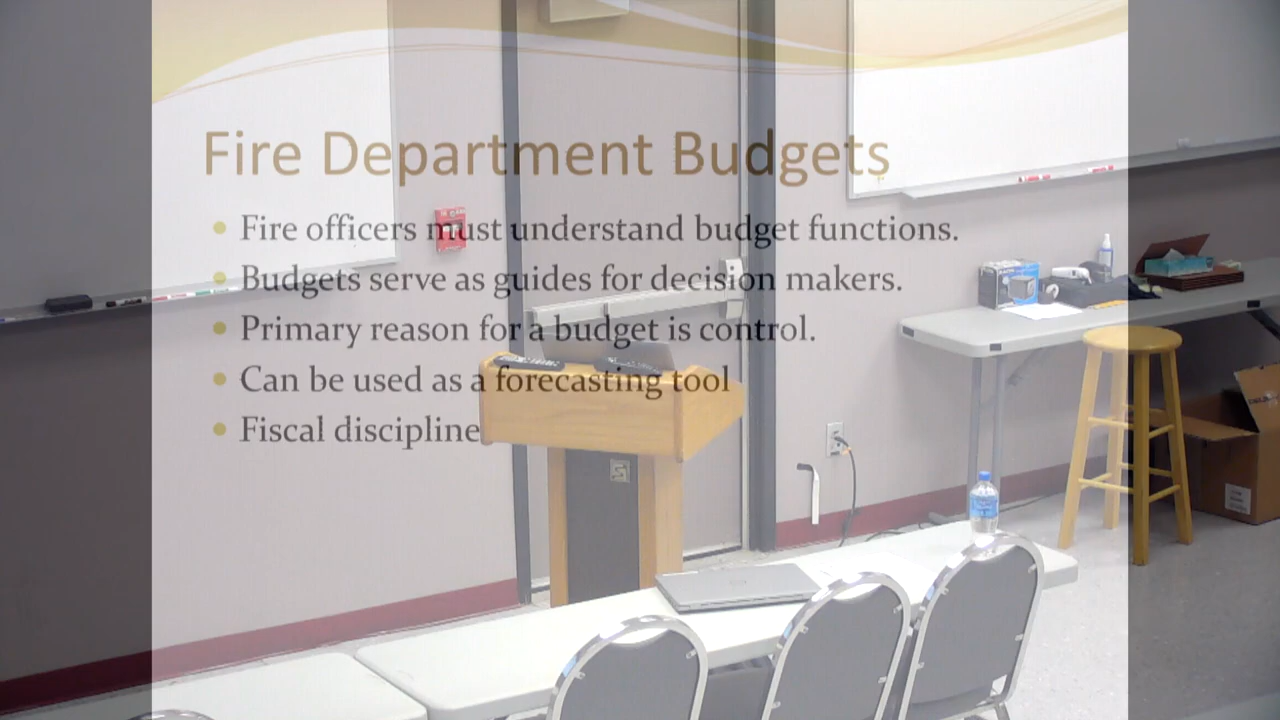 Fire Department Budgets
Fire officers must understand budget functions.
Budgets serve as guides for decision makers.
Primary reason for a budget is control.
Can be used as a forecasting tool
Fiscal discipline